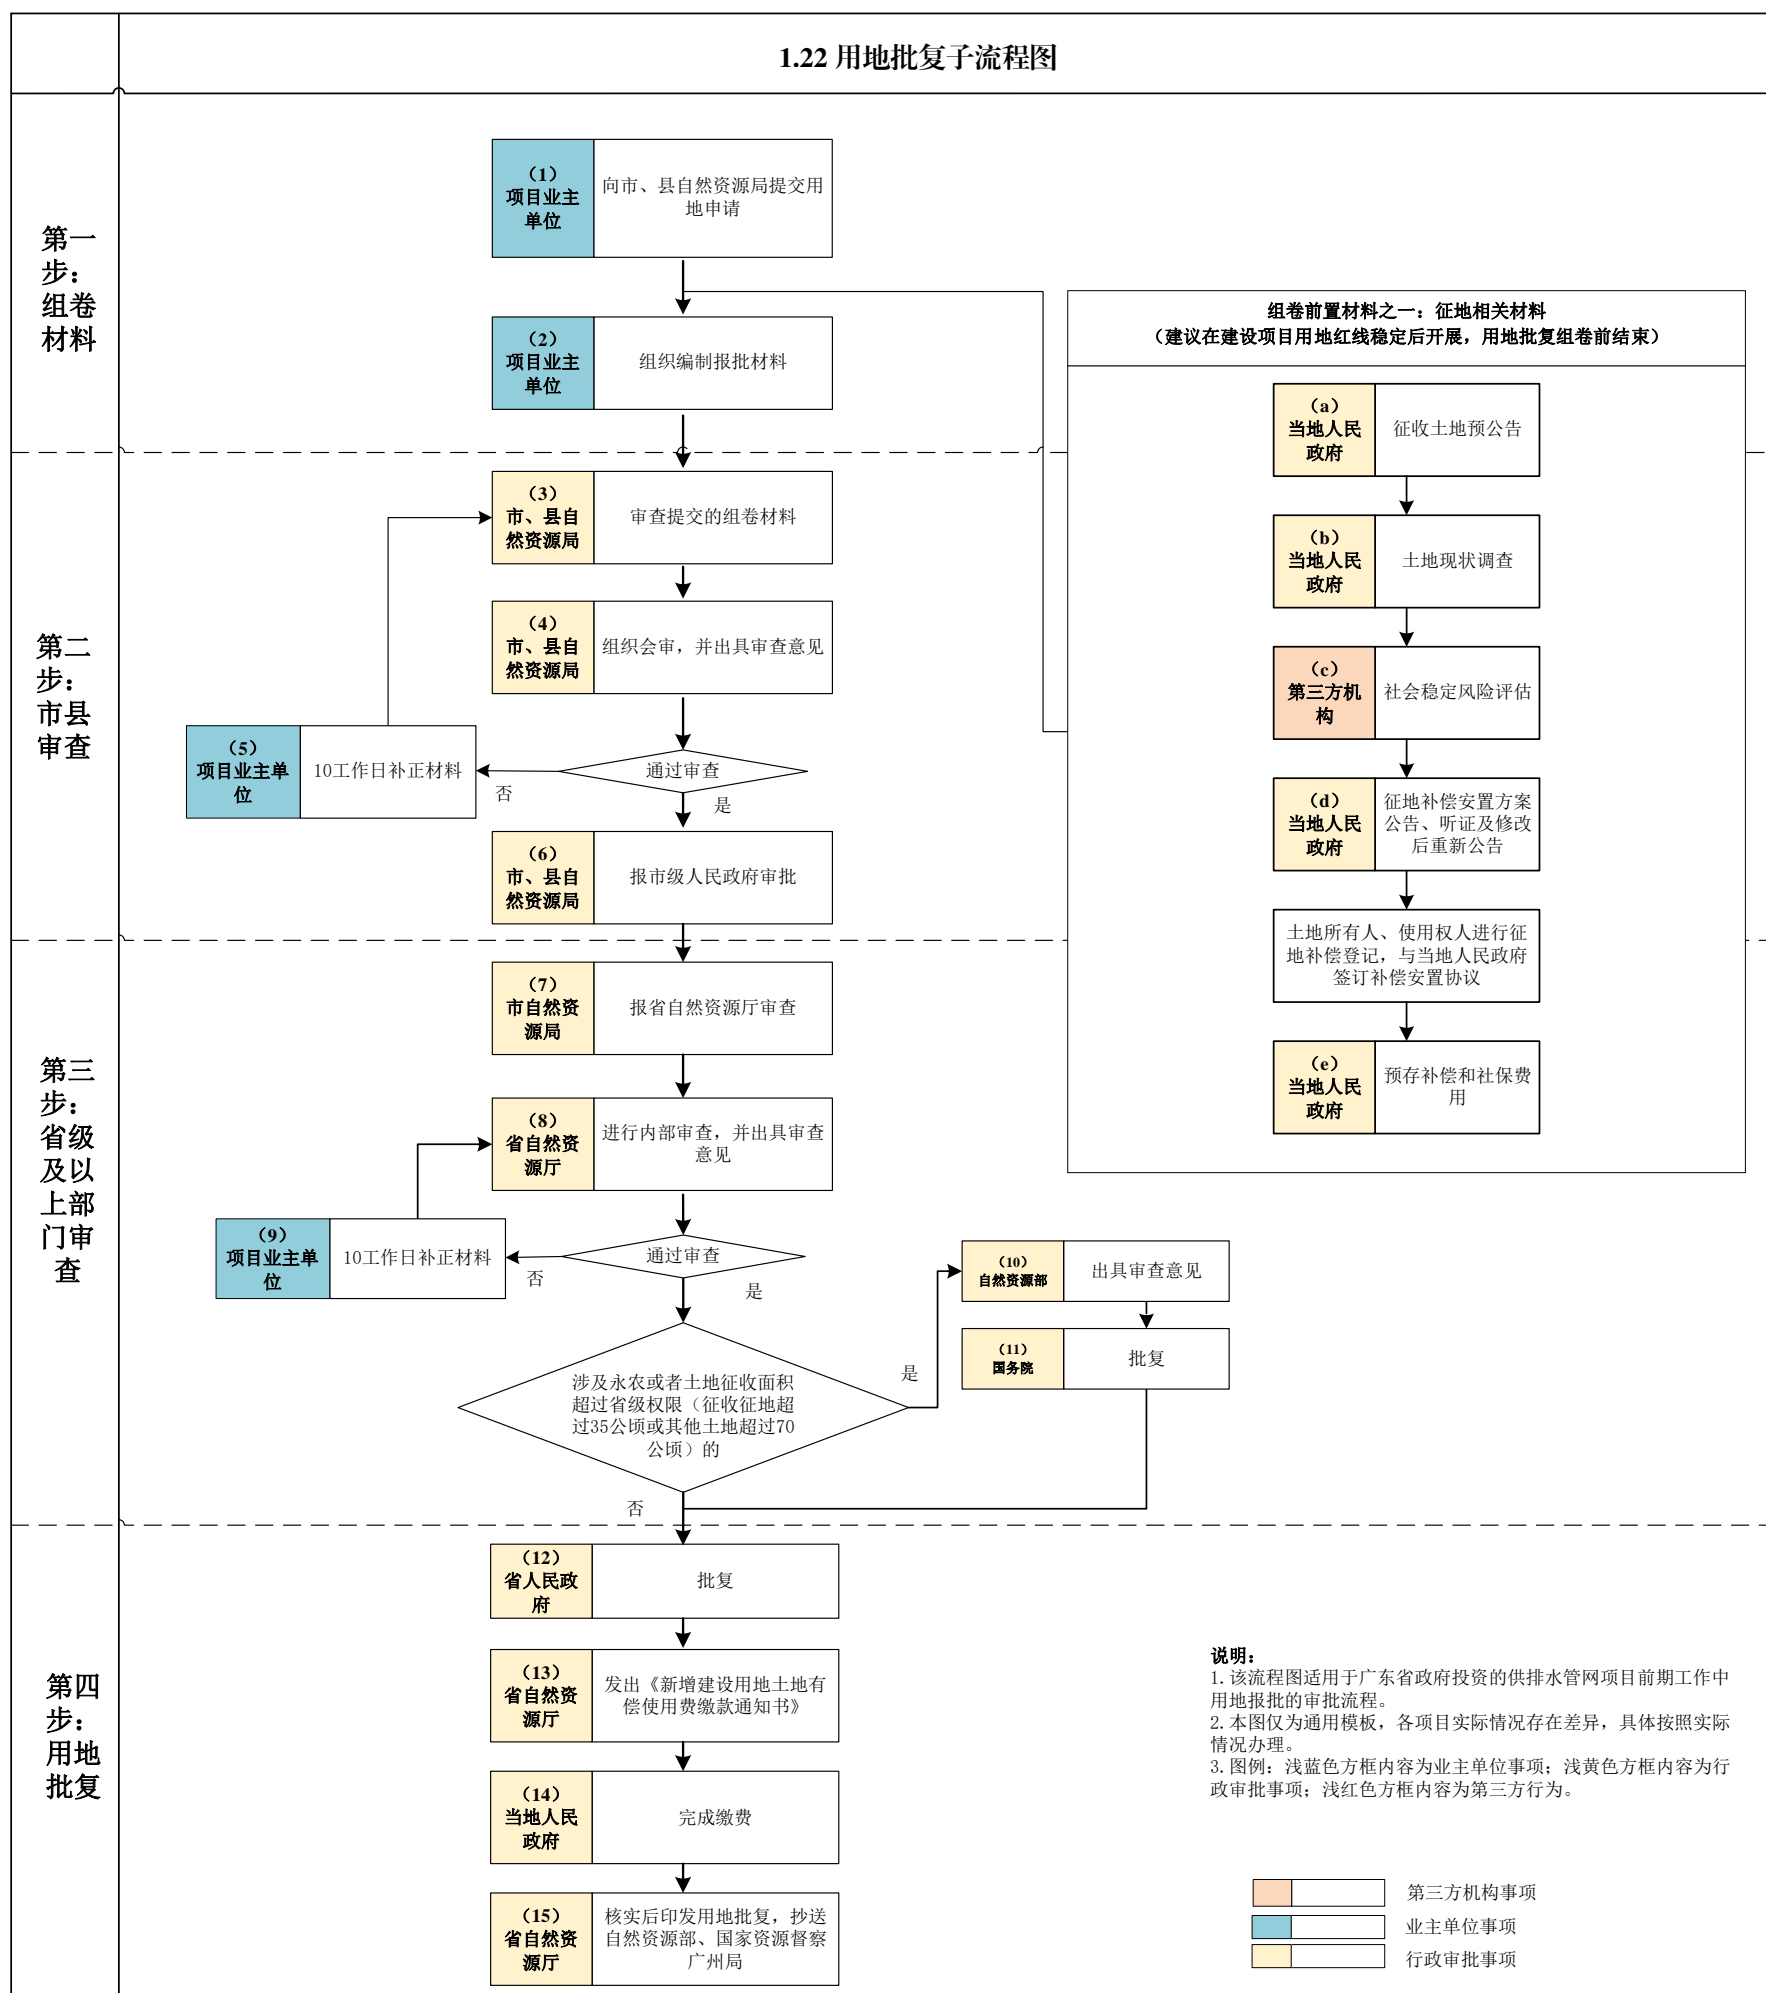 1.22 用地批复子流程图
第一
步：
组卷
材料
（1）
项目业主
单位
向市、县自然资源局提交用
地申请
（2）
项目业主
单位
组织编制报批材料
组卷前置材料之一：征地相关材料
（建议在建设项目用地红线稳定后开展，用地批复组卷前结束）
（a）
当地人民
政府
征收土地预公告
（b）
当地人民
政府
土地现状调查
（c）
第三方机
构
社会稳定风险评估
（d）
当地人民
政府
征地补偿安置方案
公告、听证及修改
后重新公告
土地所有人、使用权人进行征
地补偿登记，与当地人民政府
签订补偿安置协议
（e）
当地人民
政府
预存补偿和社保费
用
第二
步：
市县
审查
（3）
市、县自
然资源局
审查提交的组卷材料
（4）
市、县自
然资源局
组织会审，并出具审查意见
通过审查
否
是
（5）
项目业主单
位
10工作日补正材料
（6）
市、县自
然资源局
报市级人民政府审批
第三
步：
省级
及以
上部
门审
查
（7）
市自然资
源局
报省自然资源厅审查
（8）
省自然资
源厅
进行内部审查，并出具审查
意见
通过审查
否
是
（9）
项目业主单
位
10工作日补正材料
涉及永农或者土地征收面积
超过省级权限（征收征地超
过35公顷或其他土地超过70
公顷）的
是
否
（10）
自然资源部
出具审查意见
（11）
国务院
批复
第四
步：
用地
批复
（12）
省人民政
府
批复
（13）
省自然资
源厅
发出《新增建设用地土地有
偿使用费缴款通知书》
（14）
当地人民
政府
完成缴费
（15）
省自然资
源厅
核实后印发用地批复，抄送
自然资源部、国家资源督察
广州局
说明：
1.该流程图适用于广东省政府投资的供排水管网项目前期工作中
用地报批的审批流程。
2.本图仅为通用模板，各项目实际情况存在差异，具体按照实际
情况办理。
3.图例：浅蓝色方框内容为业主单位事项；浅黄色方框内容为行
政审批事项；浅红色方框内容为第三方行为。
第三方机构事项
业主单位事项
行政审批事项